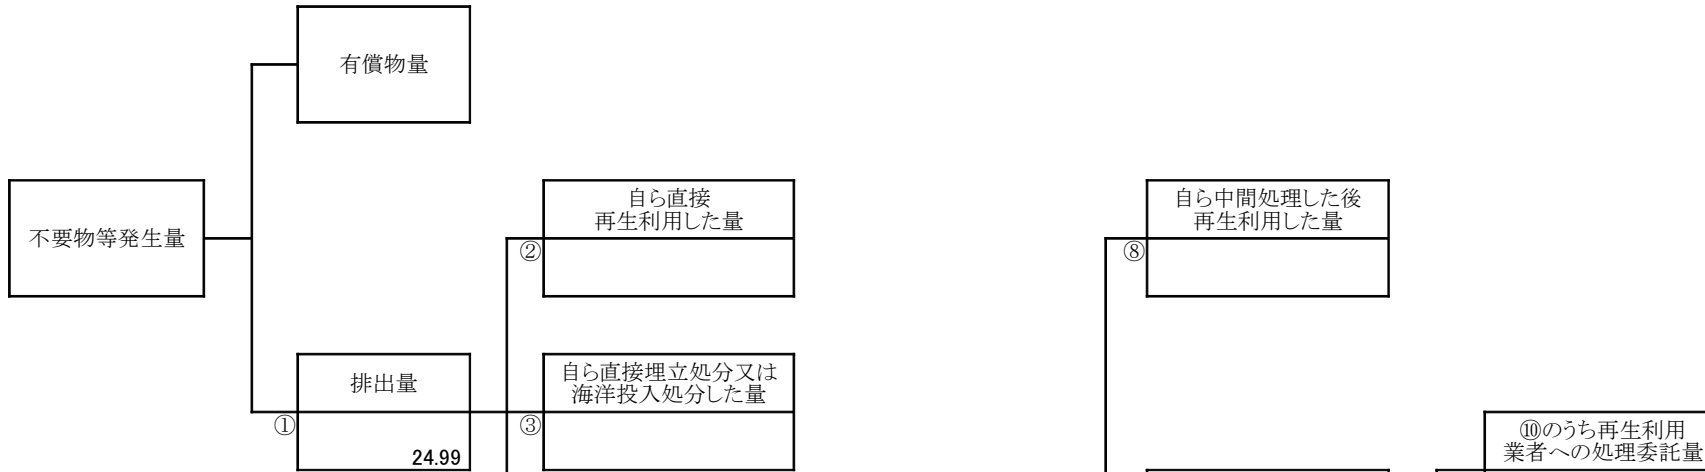 有償物量
不要物等発生量
自ら直接
再生利用した量
②
自ら中間処理した後
再生利用した量
⑧
排出量
①
24.99
自ら直接埋立処分又は
海洋投入処分した量
③
⑩のうち再生利用
業者への処理委託量